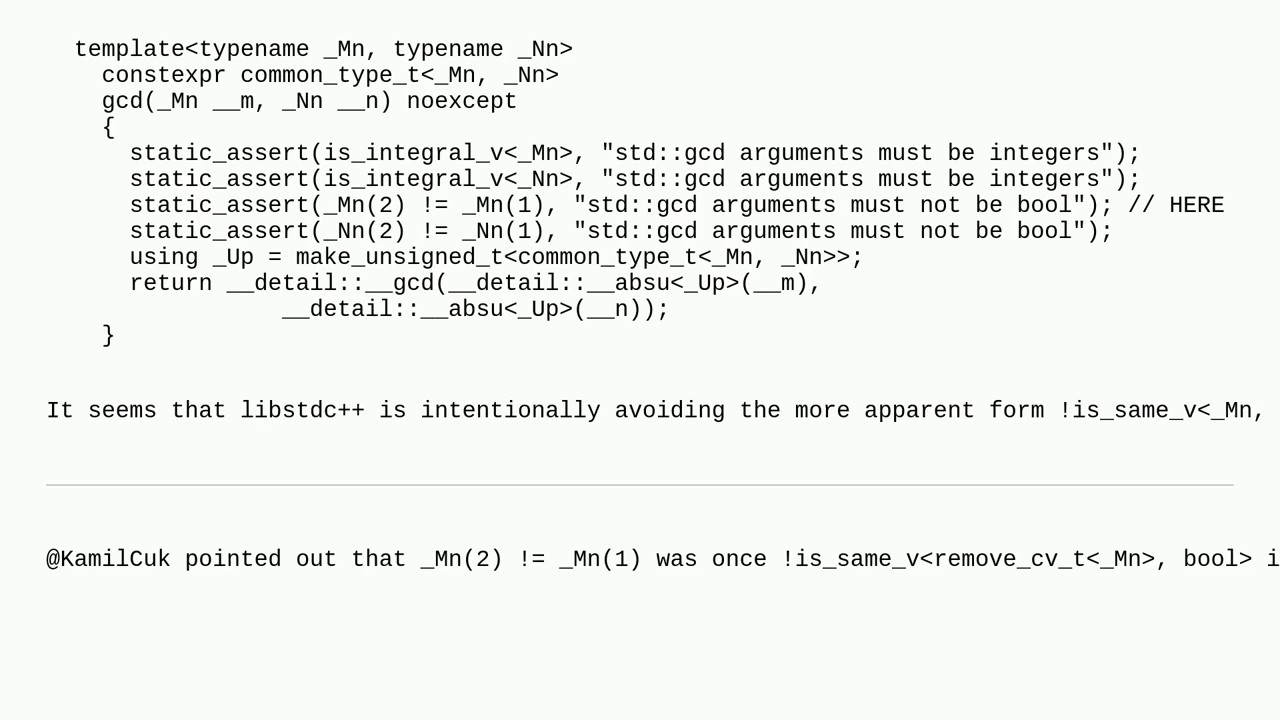 template<typename _Mn, typename _Nn>
constexpr common_type_t<_Mn, _Nn>
gcd(_Mn __m, _Nn __n) noexcept
{
static_assert(is_integral_v<_Mn>, "std::gcd arguments must be integers");
static_assert(is_integral_v<_Nn>, "std::gcd arguments must be integers");
static_assert(_Mn(2) != _Mn(1), "std::gcd arguments must not be bool"); // HERE
static_assert(_Nn(2) != _Nn(1), "std::gcd arguments must not be bool");
using _Up = make_unsigned_t<common_type_t<_Mn, _Nn>>;
return __detail::__gcd(__detail::__absu<_Up>(__m),
__detail::__absu<_Up>(__n));
}
It seems that libstdc++ is intentionally avoiding the more apparent form !is_same_v<_Mn,
@KamilCuk pointed out that _Mn(2) != _Mn(1) was once !is_same_v<remove_cv_t<_Mn>, bool> i